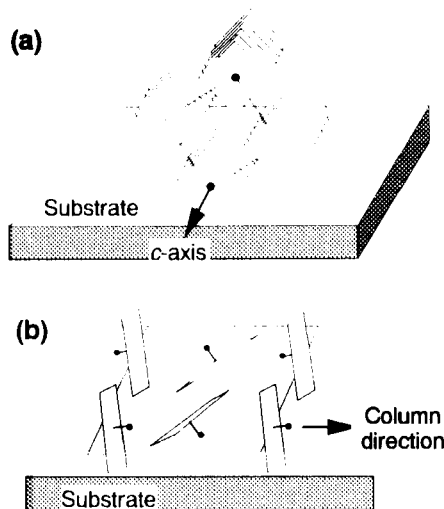 (a)
Substrate
c-axis
(b)
Column
direction
Substrate